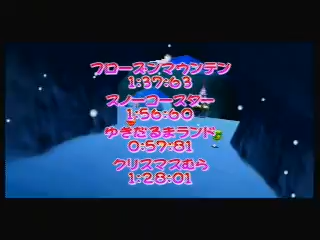 フローズンマウンテン
1:37:63
スノーコースター
1:56:60
ゆきだるまランド
0:57:81
クリスマスむら
1:28:01